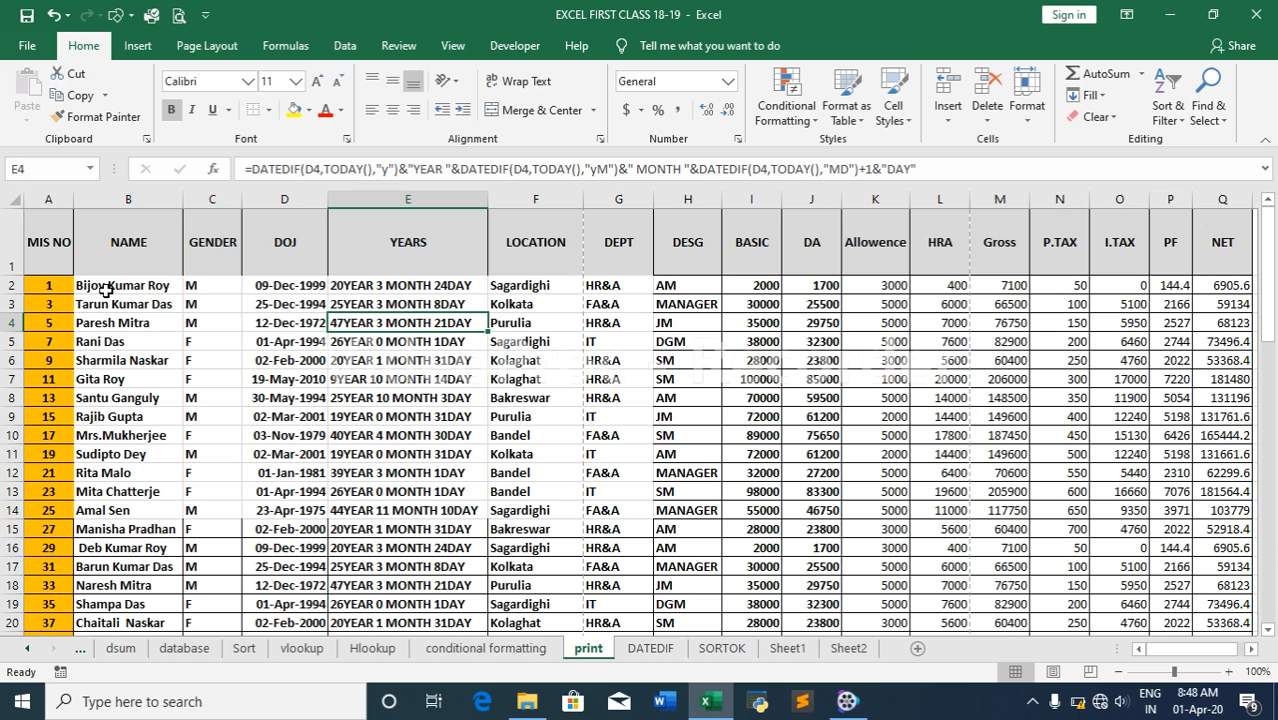 EXCEL FIRST CLASS 18-19 - Excel
Sign in
File Home Insert Page Layout Formulas Data Review View Developer Help Tell me what you want to do Share
Paste Cut Copy Format Painter
Calibri 11 B I U
Wrap Text Merge & Center
General $ % ,
Conditional Formatting Format as Table Cell Styles
Insert Delete Format
AutoSum Fill Clear Sort & Filter Find & Select
Clipboard Font Alignment Number Styles Cells Editing
E4 fx =DATEDIF(D4,TODAY(),"y")&"YEAR "&DATEDIF(D4,TODAY(),"yM")&" MONTH "&DATEDIF(D4,TODAY(),"MD")+1&"DAY"
A B C D E F G H I J K L M N O P Q
1 MIS NO NAME GENDER DOJ YEARS LOCATION DEPT DESG BASIC DA Allowence HRA Gross P.TAX I.TAX PF NET
2 1 Bijoy Kumar Roy M 09-Dec-1999 20YEAR 3 MONTH 24DAY Sagardighi HR&A AM 2000 1700 3000 400 7100 50 0 144.4 6905.6
3 3 Tarun Kumar Das M 25-Dec-1994 25YEAR 3 MONTH 8DAY Kolkata FA&A MANAGER 30000 25500 5000 6000 66500 100 5100 2166 59134
4 5 Paresh Mitra M 12-Dec-1972 47YEAR 3 MONTH 21DAY Purulia HR&A JM 35000 29750 5000 7000 76750 150 5950 2527 68123
5 7 Rani Das F 01-Apr-1994 26YEAR 0 MONTH 1DAY Sagardighi IT DGM 38000 32300 5000 7600 82900 200 6460 2744 73496.4
6 9 Sharmila Naskar F 02-Feb-2000 20YEAR 1 MONTH 31DAY Kolaghat HR&A SM 28000 23800 3000 5600 60400 250 4760 2022 53368.4
7 11 Gita Roy F 19-May-2010 9YEAR 10 MONTH 14DAY Kolaghat HR&A SM 100000 85000 1000 20000 206000 300 17000 7220 181480
8 13 Santu Ganguly M 30-May-1994 25YEAR 10 MONTH 3DAY Bakreswar HR&A SM 70000 59500 5000 14000 148500 350 11900 5054 131196
9 15 Rajib Gupta M 02-Mar-2001 19YEAR 0 MONTH 31DAY Purulia IT JM 72000 61200 2000 14400 149600 400 12240 5198 131761.6
10 17 Mrs.Mukherjee F 03-Nov-1979 40YEAR 4 MONTH 30DAY Bandel FA&A SM 89000 75650 5000 17800 187450 450 15130 6426 165444.2
11 19 Sudipto Dey M 02-Mar-2001 19YEAR 0 MONTH 31DAY Kolkata IT AM 72000 61200 2000 14400 149600 500 12240 5198 131661.6
12 21 Rita Malo F 01-Jan-1981 39YEAR 3 MONTH 1DAY Bandel FA&A MANAGER 32000 27200 5000 6400 70600 550 5440 2310 62299.6
13 23 Mita Chatterje F 01-Apr-1994 26YEAR 0 MONTH 1DAY Bandel IT SM 98000 83300 5000 19600 205900 600 16660 7076 181564.4
14 25 Amal Sen M 23-Apr-1975 44YEAR 11 MONTH 10DAY Sagardighi FA&A MANAGER 55000 46750 5000 11000 117750 650 9350 3971 103779
15 27 Manisha Pradhan F 02-Feb-2000 20YEAR 1 MONTH 31DAY Bakreswar HR&A AM 28000 23800 3000 5600 60400 700 4760 2022 52918.4
16 29 Deb Kumar Roy M 09-Dec-1999 20YEAR 3 MONTH 24DAY Sagardighi HR&A AM 2000 1700 3000 400 7100 50 0 144.4 6905.6
17 31 Barun Kumar Das M 25-Dec-1994 25YEAR 3 MONTH 8DAY Kolkata FA&A MANAGER 30000 25500 5000 6000 66500 100 5100 2166 59134
18 33 Naresh Mitra M 12-Dec-1972 47YEAR 3 MONTH 21DAY Purulia HR&A JM 35000 29750 5000 7000 76750 150 5950 2527 68123
19 35 Shampa Das F 01-Apr-1994 26YEAR 0 MONTH 1DAY Sagardighi IT DGM 38000 32300 5000 7600 82900 200 6460 2744 73496.4
20 37 Chaitali Naskar F 02-Feb-2000 20YEAR 1 MONTH 31DAY Kolaghat HR&A SM 28000 23800 3000 5600 60400 250 4760 2022 53368.4
... dsum database Sort vlookup Hlookup conditional formatting print DATEDIF SORTOK Sheet1 Sheet2
Ready 100%
Type here to search
ENG 8:48 AM
IN 01-Apr-20 9